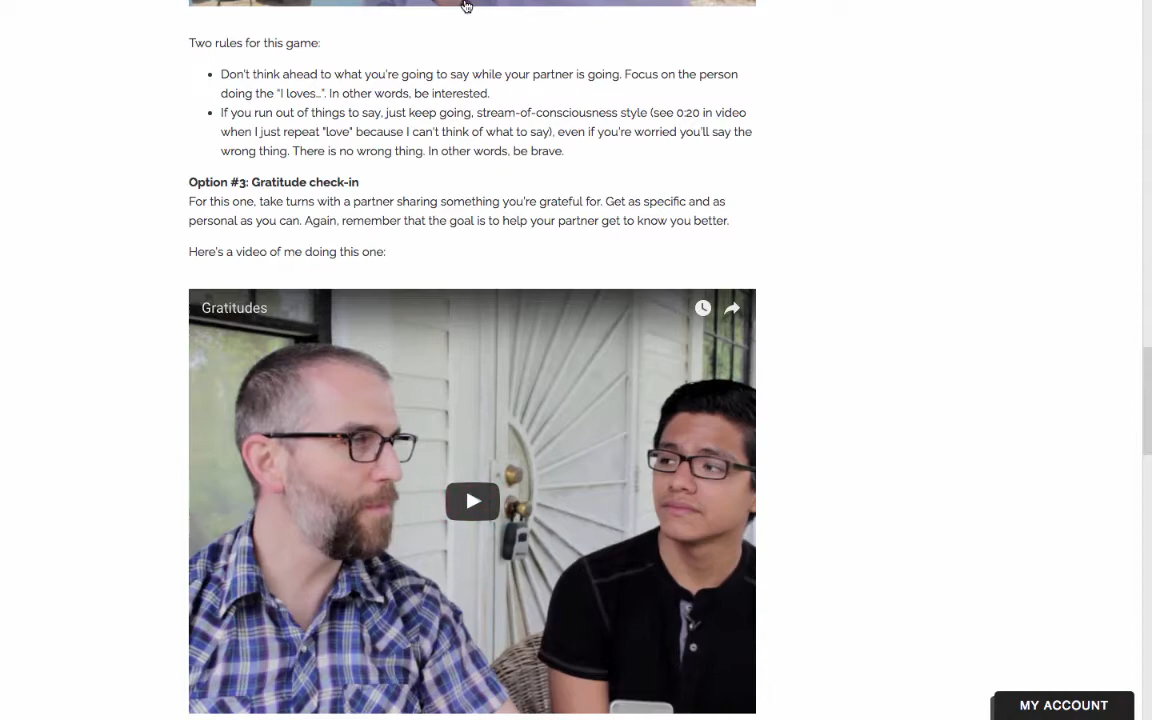 Two rules for this game:
Don't think ahead to what you're going to say while your partner is going. Focus on the person
doing the “I loves…”. In other words, be interested.
If you run out of things to say, just keep going, stream-of-consciousness style (see 0:20 in video
when I just repeat "love" because I can't think of what to say), even if you're worried you'll say the
wrong thing. There is no wrong thing. In other words, be brave.
Option #3: Gratitude check-in
For this one, take turns with a partner sharing something you're grateful for. Get as specific and as
personal as you can. Again, remember that the goal is to help your partner get to know you better.
Here's a video of me doing this one:
Gratitudes
MY ACCOUNT